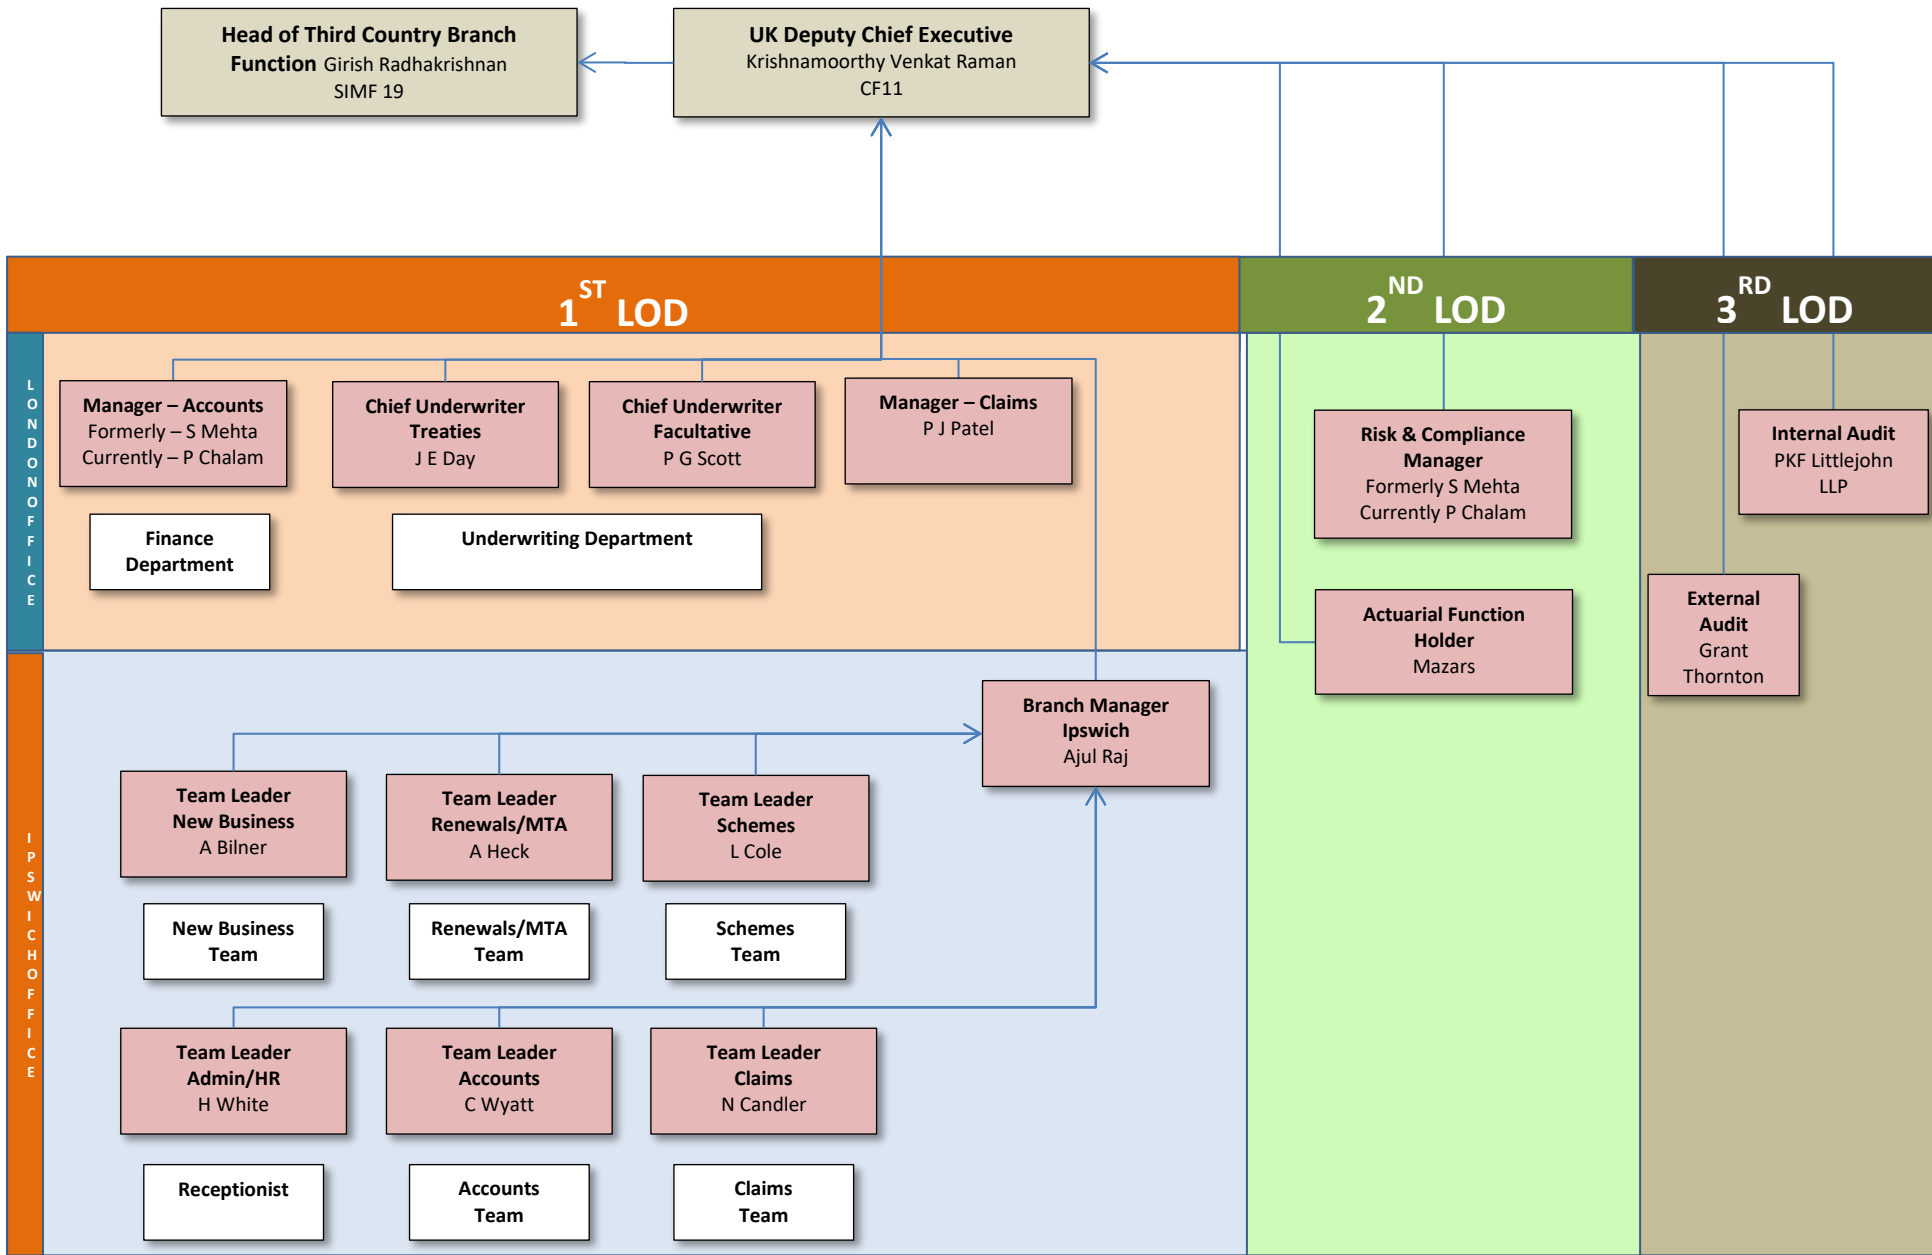 Head of Third Country Branch
Function Girish Radhakrishnan
SIMF 19
UK Deputy Chief Executive
Krishnamoorthy Venkat Raman
CF11
1ST LOD
2ND LOD
3RD LOD
LONDONOFFICE
Manager – Accounts
Formerly – S Mehta
Currently – P Chalam
Chief Underwriter
Treaties
J E Day
Chief Underwriter
Facultative
P G Scott
Manager – Claims
P J Patel
Risk & Compliance
Manager
Formerly S Mehta
Currently P Chalam
Internal Audit
PKF Littlejohn
LLP
Finance
Department
Underwriting Department
Actuarial Function
Holder
Mazars
External
Audit
Grant
Thornton
IPSWICHOFFICE
Branch Manager
Ipswich
Ajul Raj
Team Leader
New Business
A Bilner
Team Leader
Renewals/MTA
A Heck
Team Leader
Schemes
L Cole
New Business
Team
Renewals/MTA
Team
Schemes
Team
Team Leader
Admin/HR
H White
Team Leader
Accounts
C Wyatt
Team Leader
Claims
N Candler
Receptionist
Accounts
Team
Claims
Team